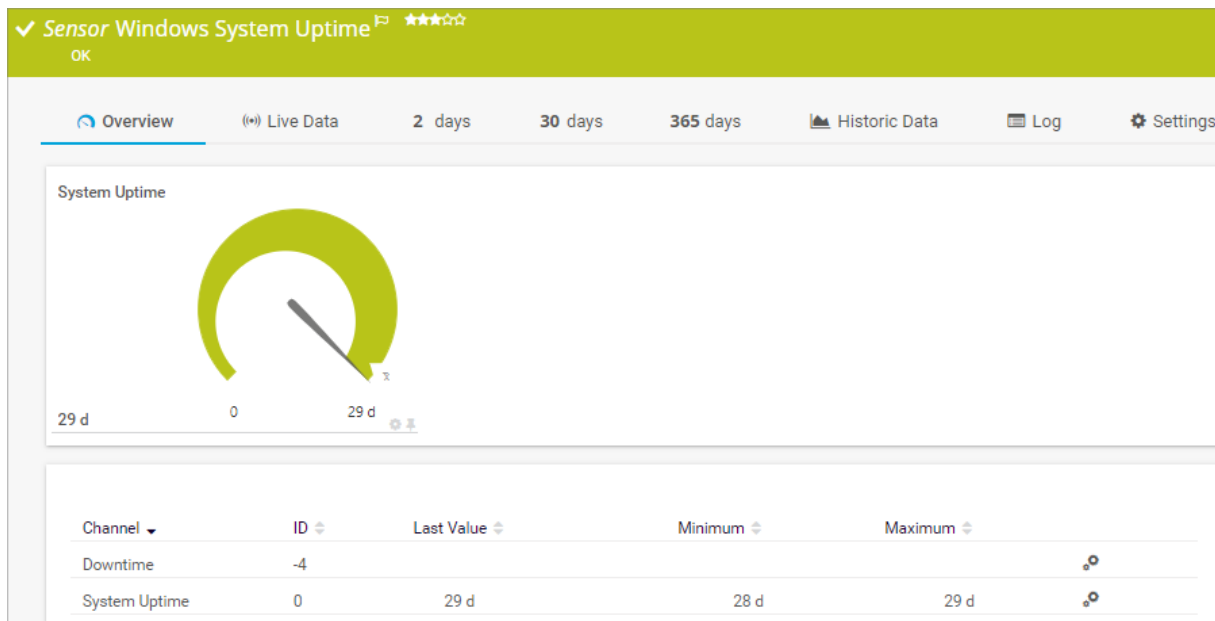 Sensor Windows System Uptime
OK
Overview Live Data 2 days 30 days 365 days Historic Data Log Settings
System Uptime
0 29 d
29 d
Channel ID Last Value Minimum Maximum
Downtime -4
System Uptime 0 29 d 28 d 29 d